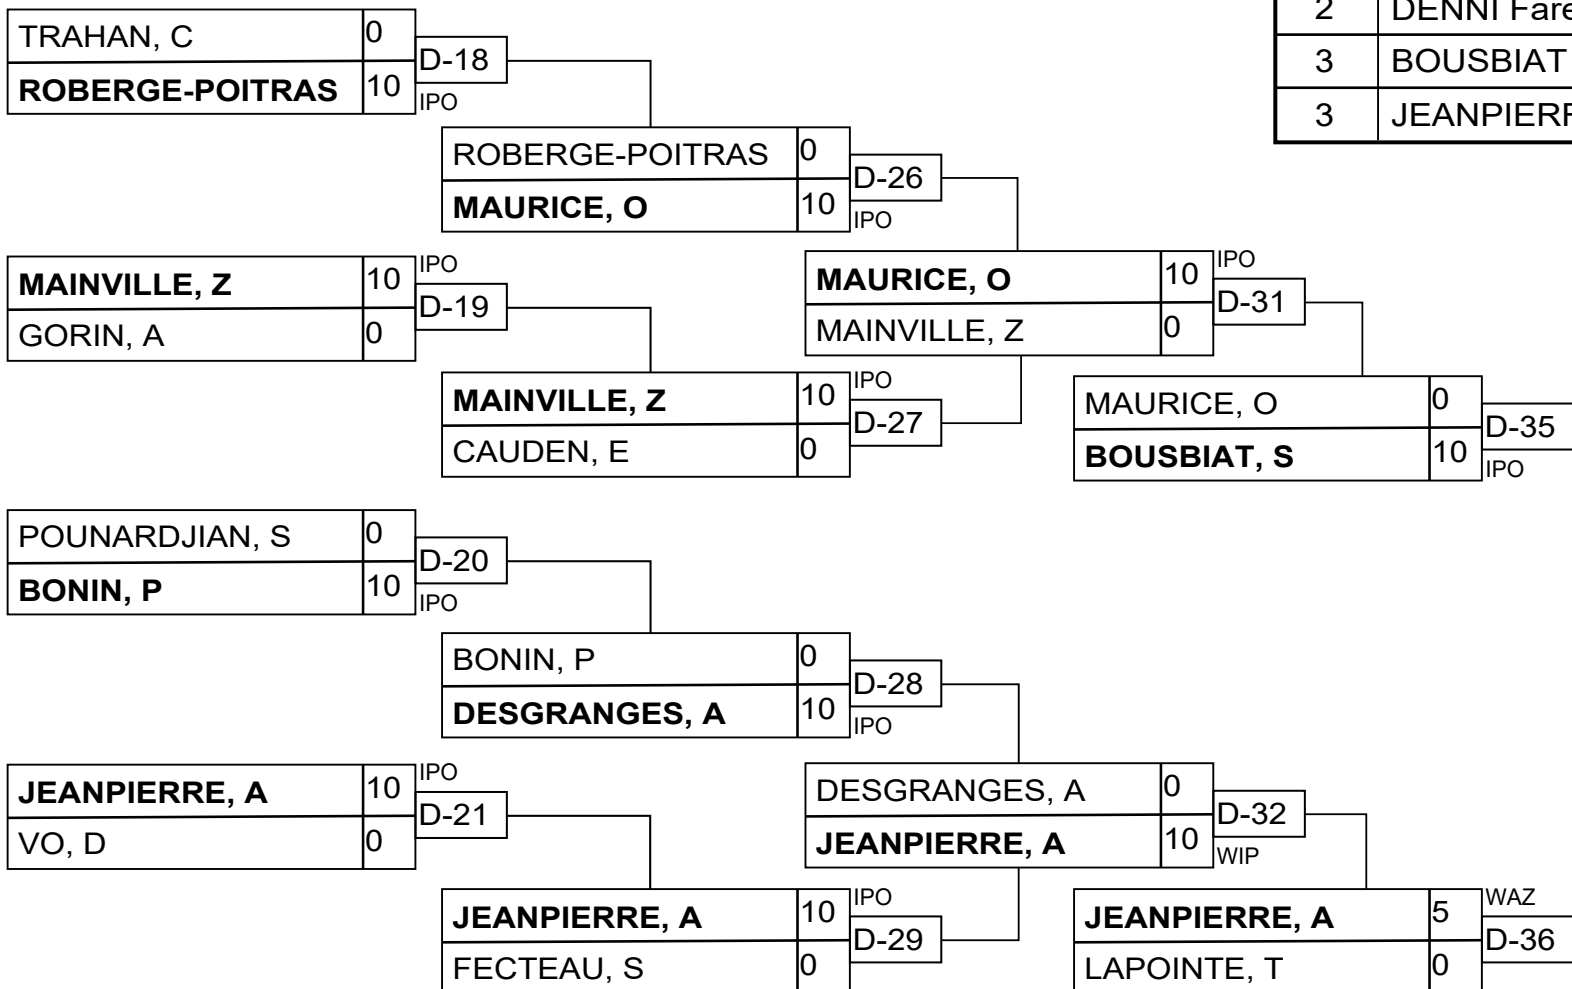 2 DENNI
3 BOUSBIAT
3
TRAHAN, C 0
D-18
ROBERGE-POITRAS 10
IPO
ROBERGE-POITRAS 0
D-26
MAURICE, O 10
IPO
MAINVILLE, Z 10
IPO
D-19
GORIN, A 0
MAURICE, O 10
IPO
D-31
MAINVILLE, Z 0
MAINVILLE, Z 10
IPO
D-27
CAUDEN, E 0
MAURICE, O 0
D-35
BOUSBIAT, S 10
IPO
POUNARDJIAN, S 0
D-20
BONIN, P 10
IPO
BONIN, P 0
D-28
DESGRANGES, A 10
IPO
JEANPIERRE, A 10
IPO
D-21
VO, D 0
DESGRANGES, A 0
D-32
JEANPIERRE, A 10
WIP
JEANPIERRE, A 10
IPO
D-29
FECTEAU, S 0
JEANPIERRE, A 5
WAZ
D-36
LAPOINTE, T 0